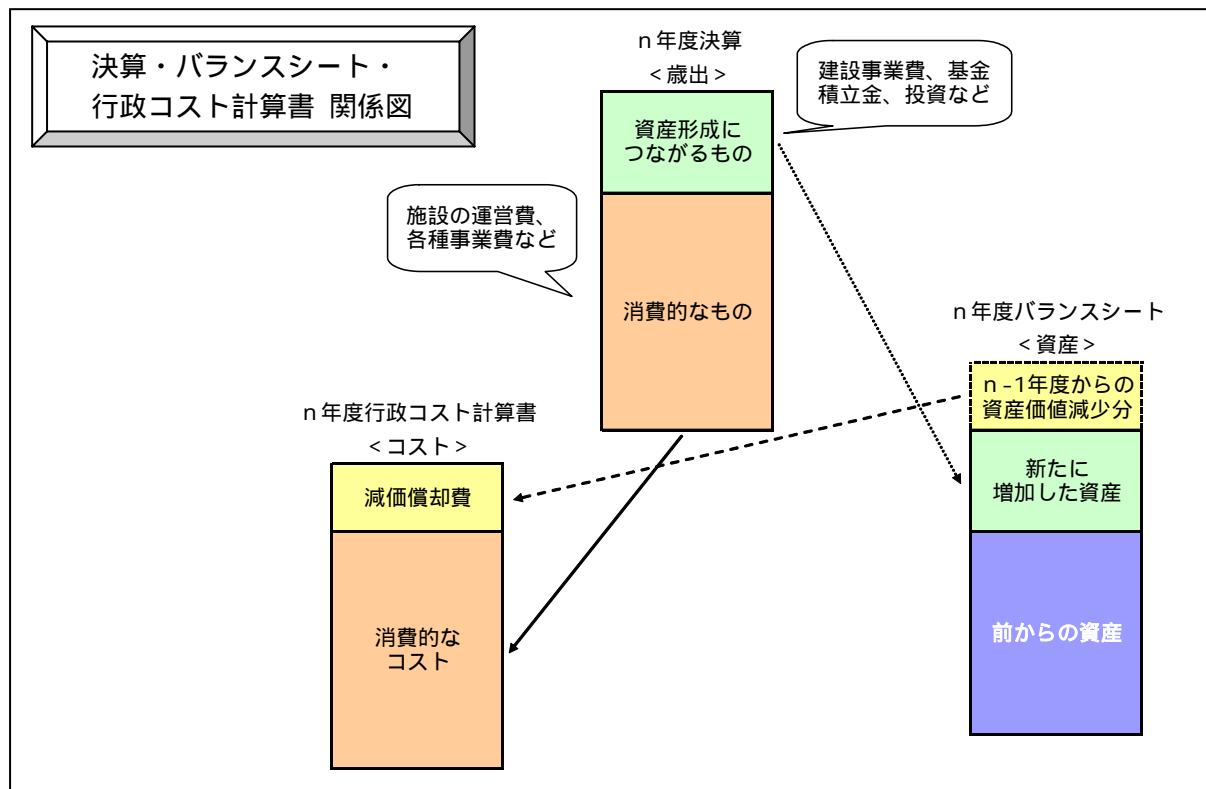 決算・バランスシート・
行政コスト計算書 関係図
n年度決算
<歳出>
建設事業費、基金
積立金、投資など
資産形成に
つながるもの
施設の運営費、
各種事業費など
消費的なもの
n年度バランスシート
<資産>
n-1年度からの
資産価値減少分
新たに
増加した資産
前からの資産
n年度行政コスト計算書
<コスト>
減価償却費
消費的な
コスト